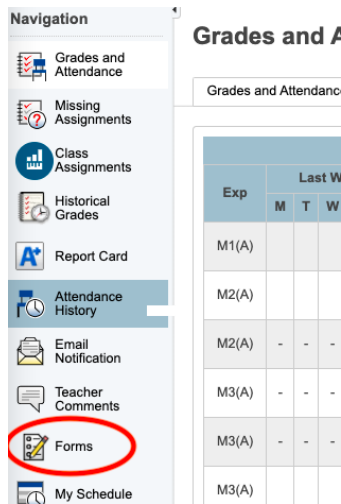 Navigation
Grades and
Attendance
Missing
Assignments
Class
Assignments
Historical
Grades
A+
Report Card
Attendance
History
Email
Notification
Teacher
Comments
Forms
My Schedule
Grades and
Grades and Attendance
Exp
Last W
M T W
M1(A)
M2(A)
M2(A) - - -
M3(A) - - -
M3(A) - - -
M3(A)